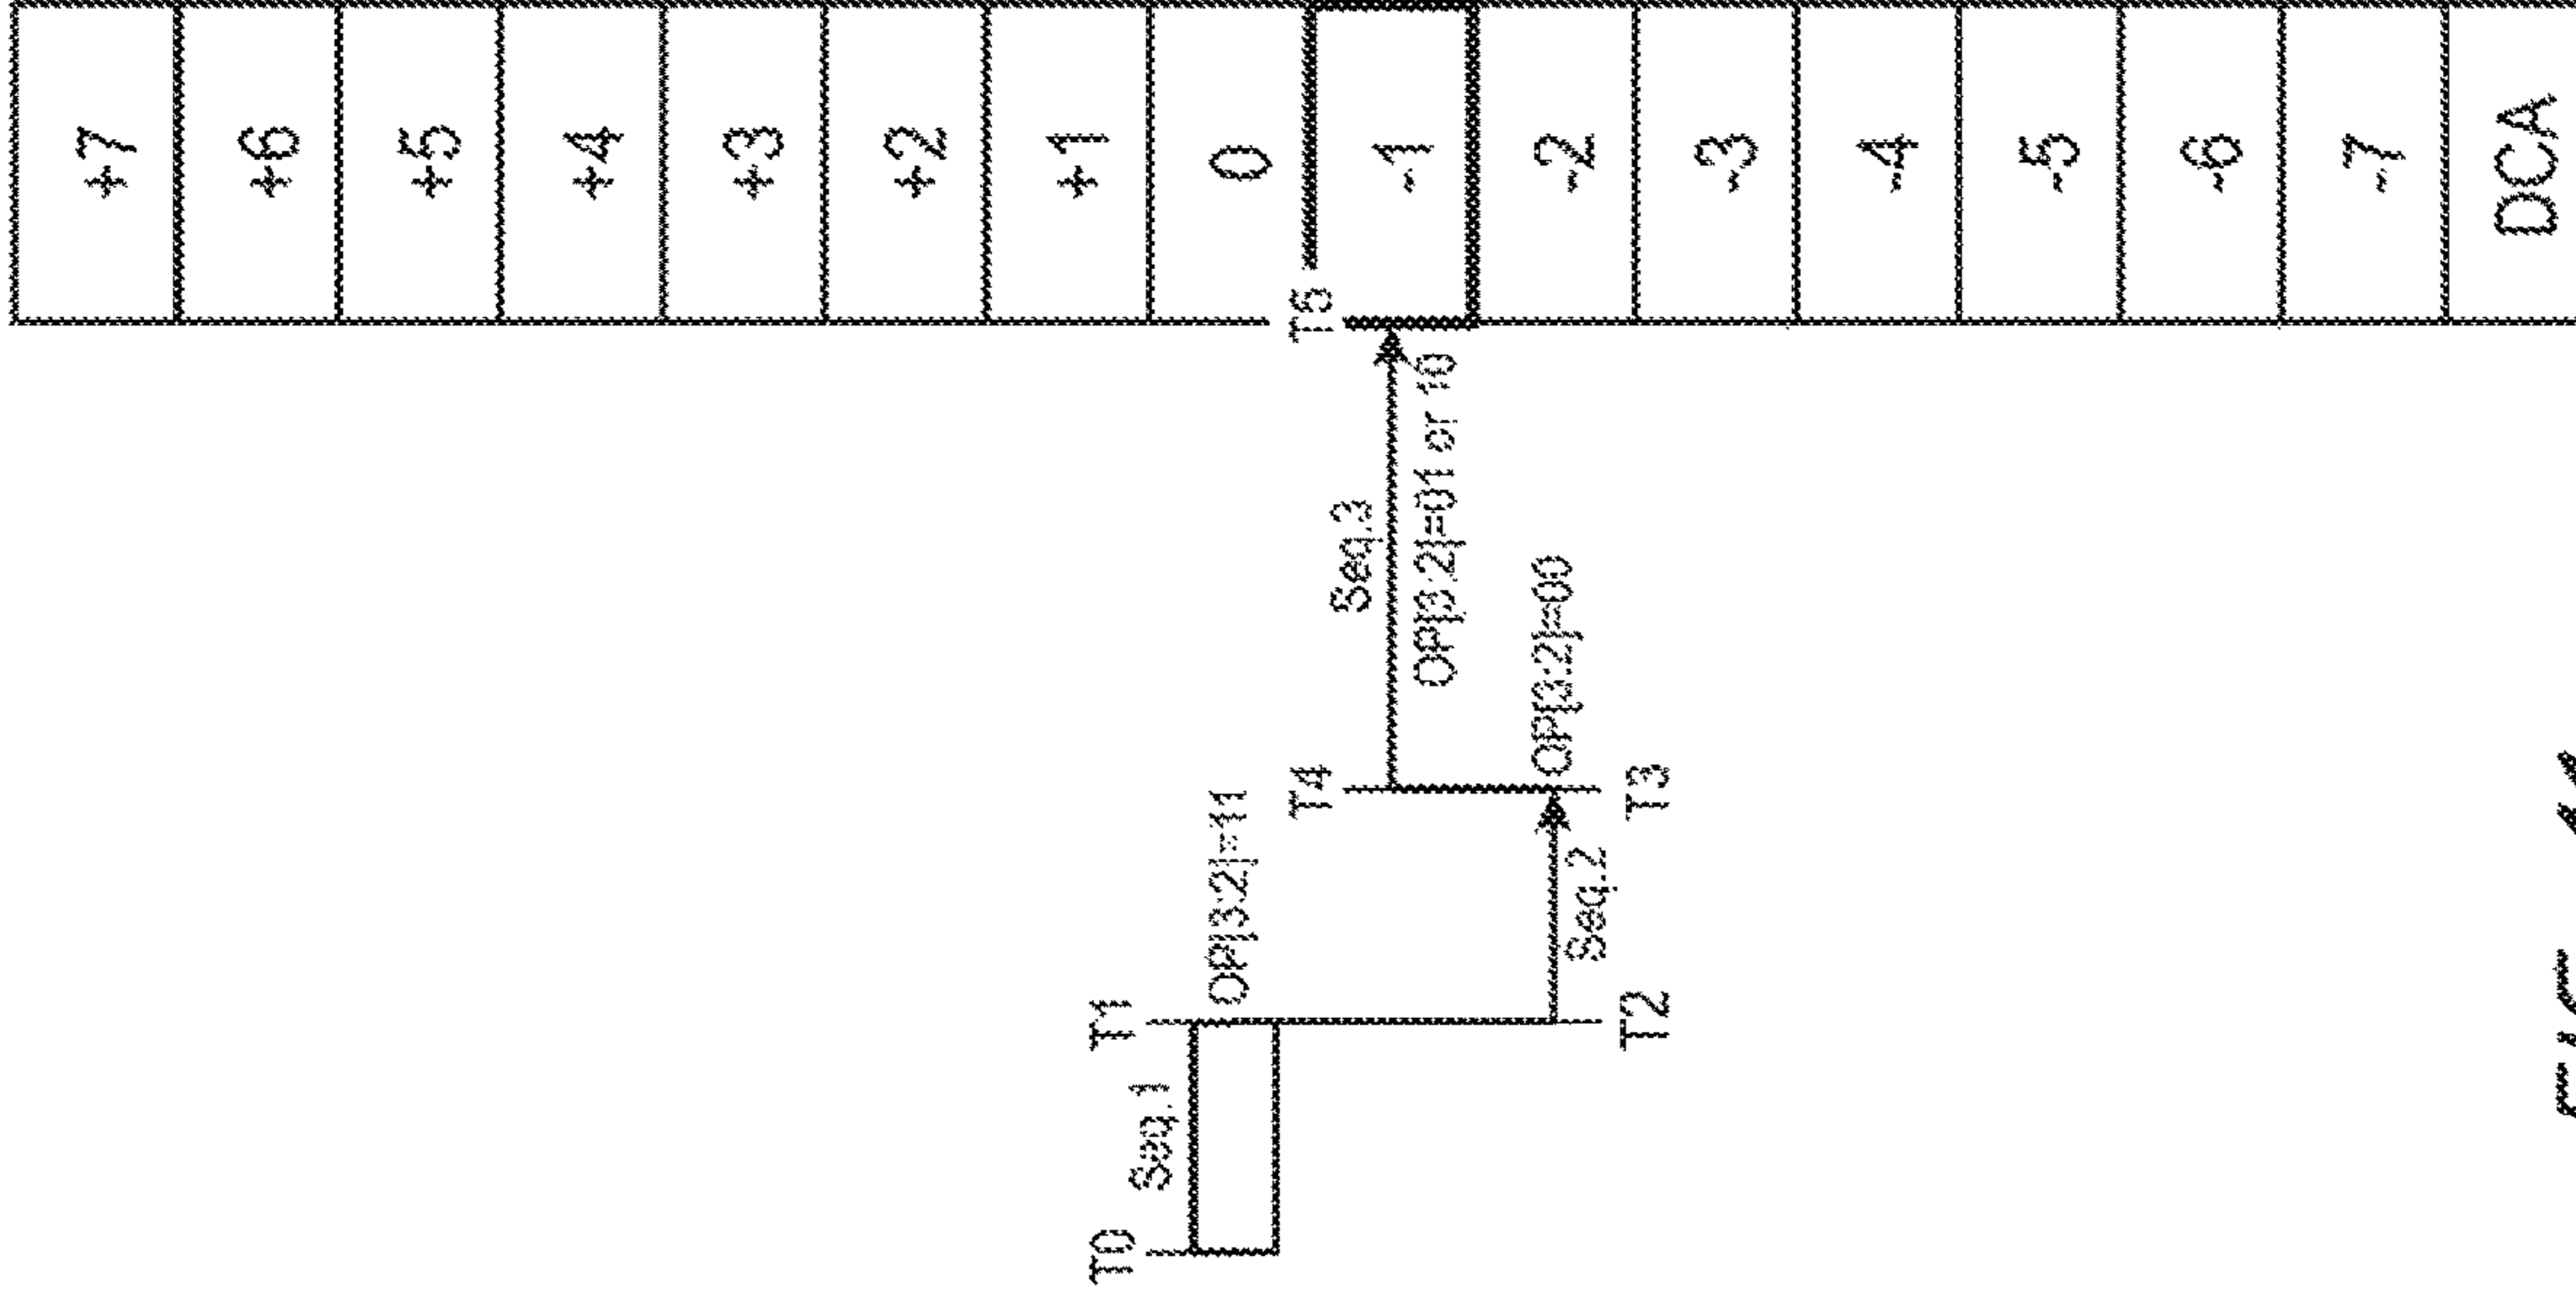 +7
+6
+5
+4
+3
+2
+1
0
-1
-2
-3
-4
-5
-6
-7
DCA
T0
Seq.1
T1
OP[3:2]=11
T2
Seq.2
T3
OP[3:2]=00
T4
Seq.3
OP[3:2]=01 or 10
T5